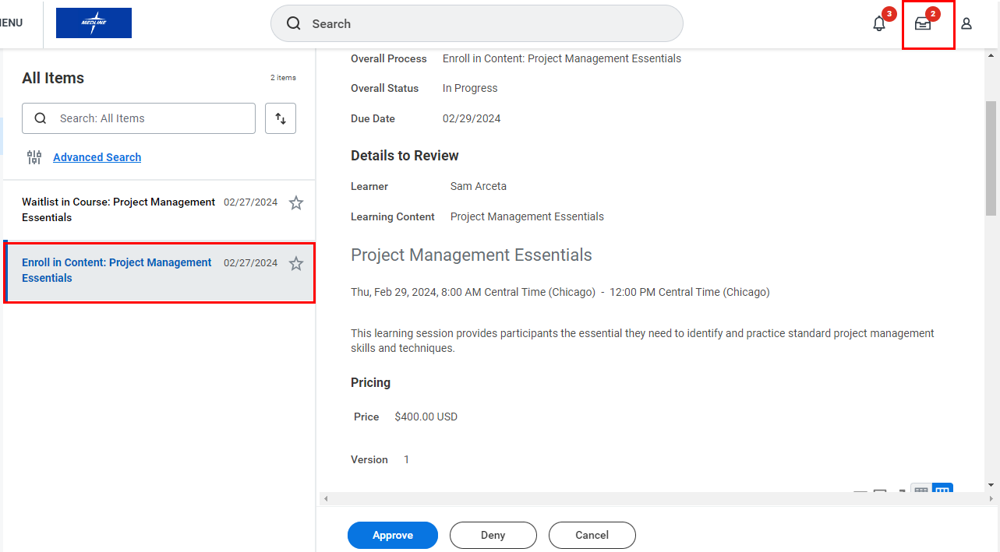 ENU
MEDLINE
Search
3
2
All Items
2 items
Search: All Items
Advanced Search
Waitlist in Course: Project Management
Essentials
02/27/2024
Enroll in Content: Project Management
Essentials
02/27/2024
Overall Process Enroll in Content: Project Management Essentials
Overall Status In Progress
Due Date 02/29/2024
Details to Review
Learner Sam Arceta
Learning Content Project Management Essentials
Project Management Essentials
Thu, Feb 29, 2024, 8:00 AM Central Time (Chicago) - 12:00 PM Central Time (Chicago)
This learning session provides participants the essential they need to identify and practice standard project management
skills and techniques.
Pricing
Price $400.00 USD
Version 1
Approve Deny Cancel